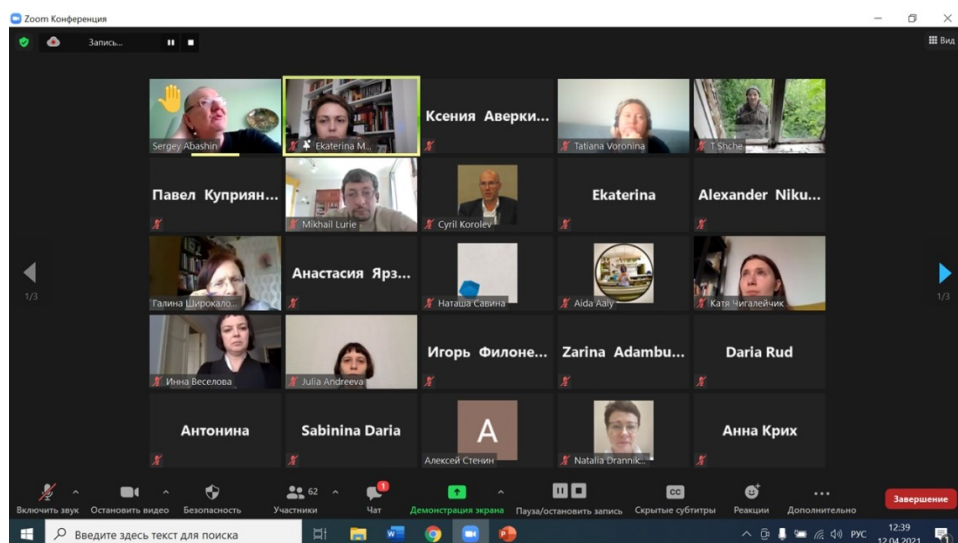 Zoom Конференция
Запись...
Вид
Sergey Abashin
Ekaterina M...
Ксения Аверки...
Tatiana Voronina
T Shche
Павел Куприян...
Mikhail Lurie
Cyril Korolev
Ekaterina
Alexander Niku...
1/3
Галина Широкало...
Анастасия Ярз...
Наташа Савина
Aida Aaly
Катя Чигалейчик
1/3
Инна Веселова
Julia Andreeva
Игорь Филоне...
Zarina Adambu...
Daria Rud
Антонина
Sabinina Daria
A
Алексей Стенин
Natalia Drannik...
Анна Крих
62
1
CC
Включить звук Остановить видео Безопасность Участники Чат Демонстрация экрана Пауза/остановить запись Скрытые субтитры Реакции Дополнительно
Завершение
Введите здесь текст для поиска
РУС
12:39
12.04.2021